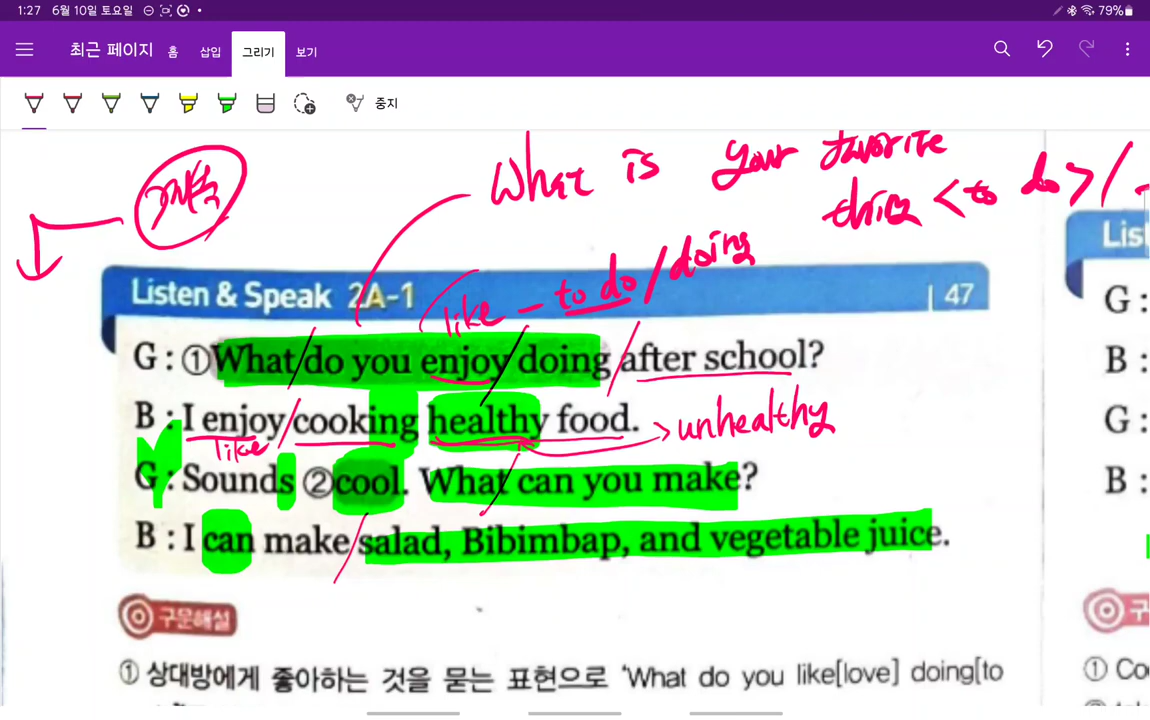 1:27 6월 10일 토요일 79%
최근 페이지 홈 삽입 그리기 보기
중지
What is your favorite
thing <to do> /
like - to do / doing
Listen & Speak 2A-1 47
G : ①What do you enjoy doing after school?
B : I enjoy cooking healthy food. unhealthy
like
G : Sounds ②cool. What can you make?
B : I can make salad, Bibimbap, and vegetable juice.
구문해설
① 상대방에게 좋아하는 것을 묻는 표현으로 'What do you like[love] doing[to
Lis
G :
B :
G :
B :
구
① Co